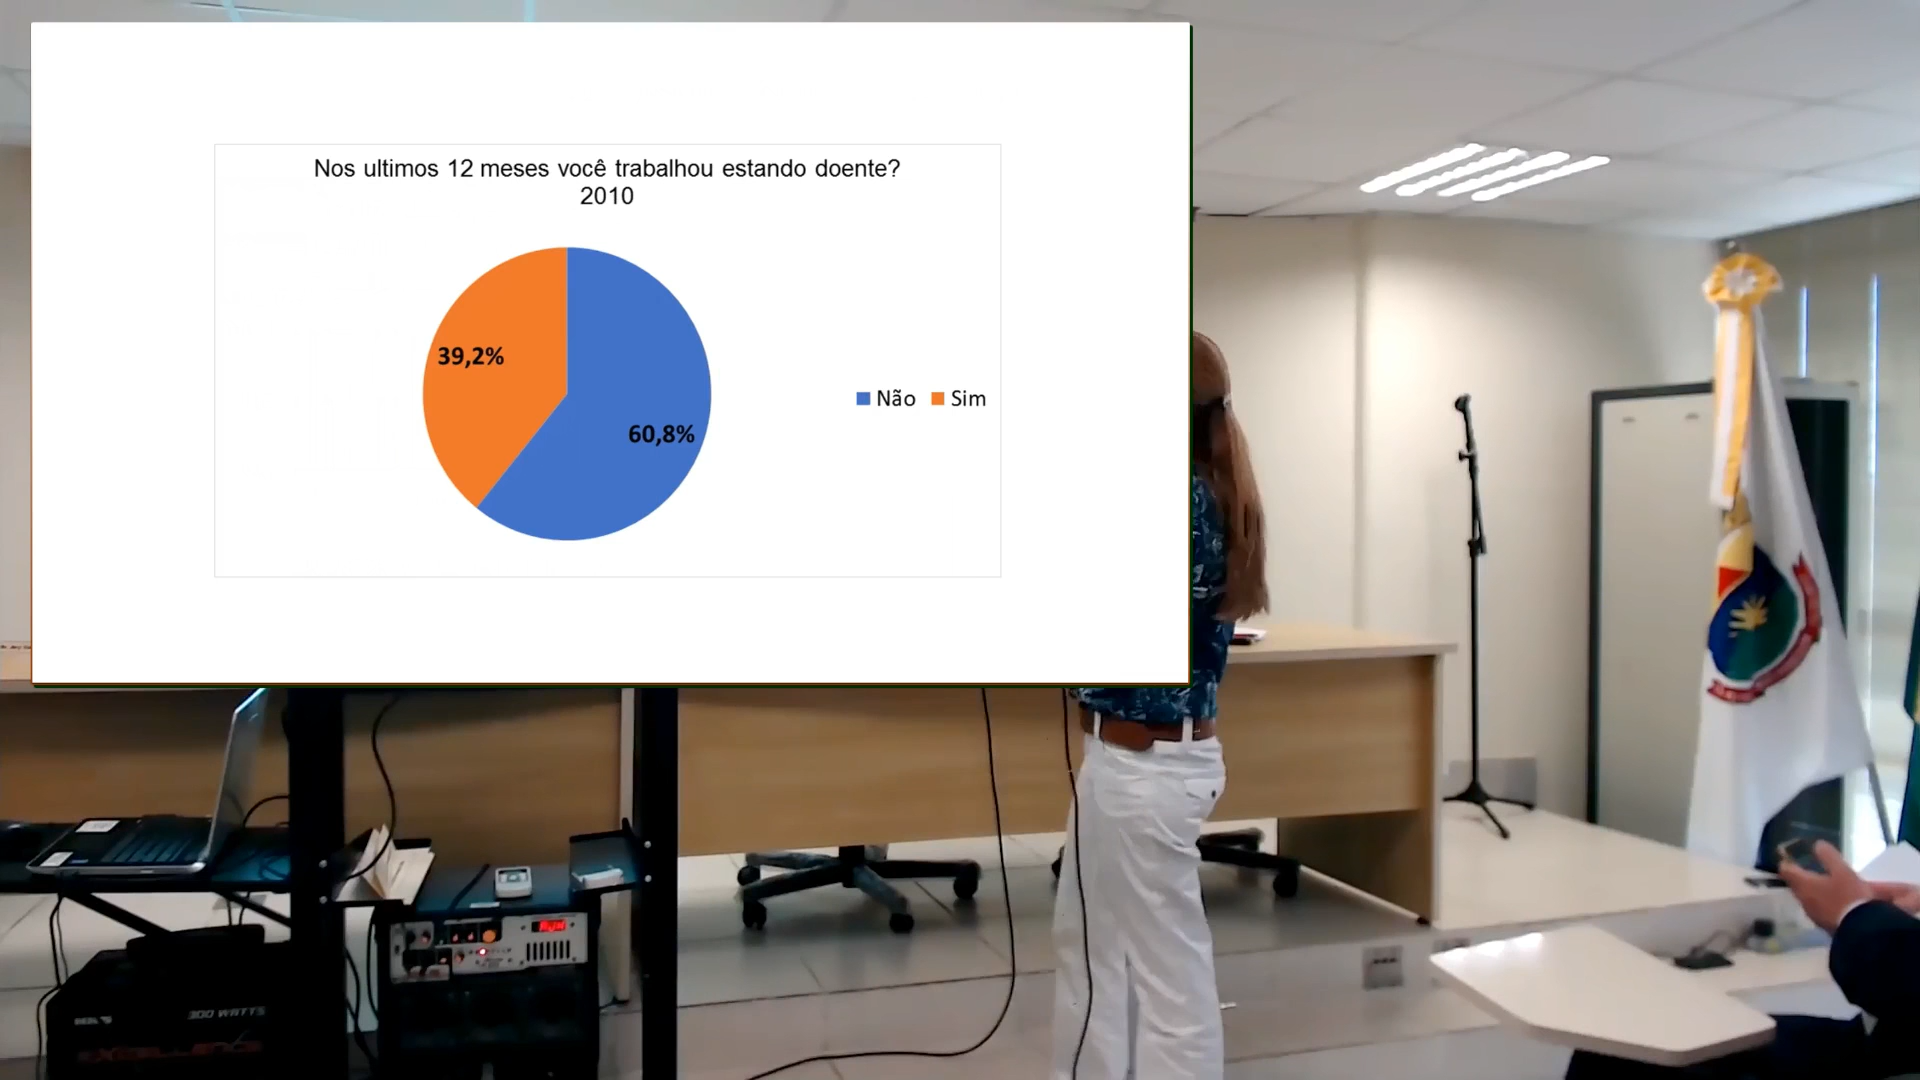 Nos ultimos 12 meses você trabalhou estando doente?
2010
39,2%
60,8%
Não Sim
300 WATTS